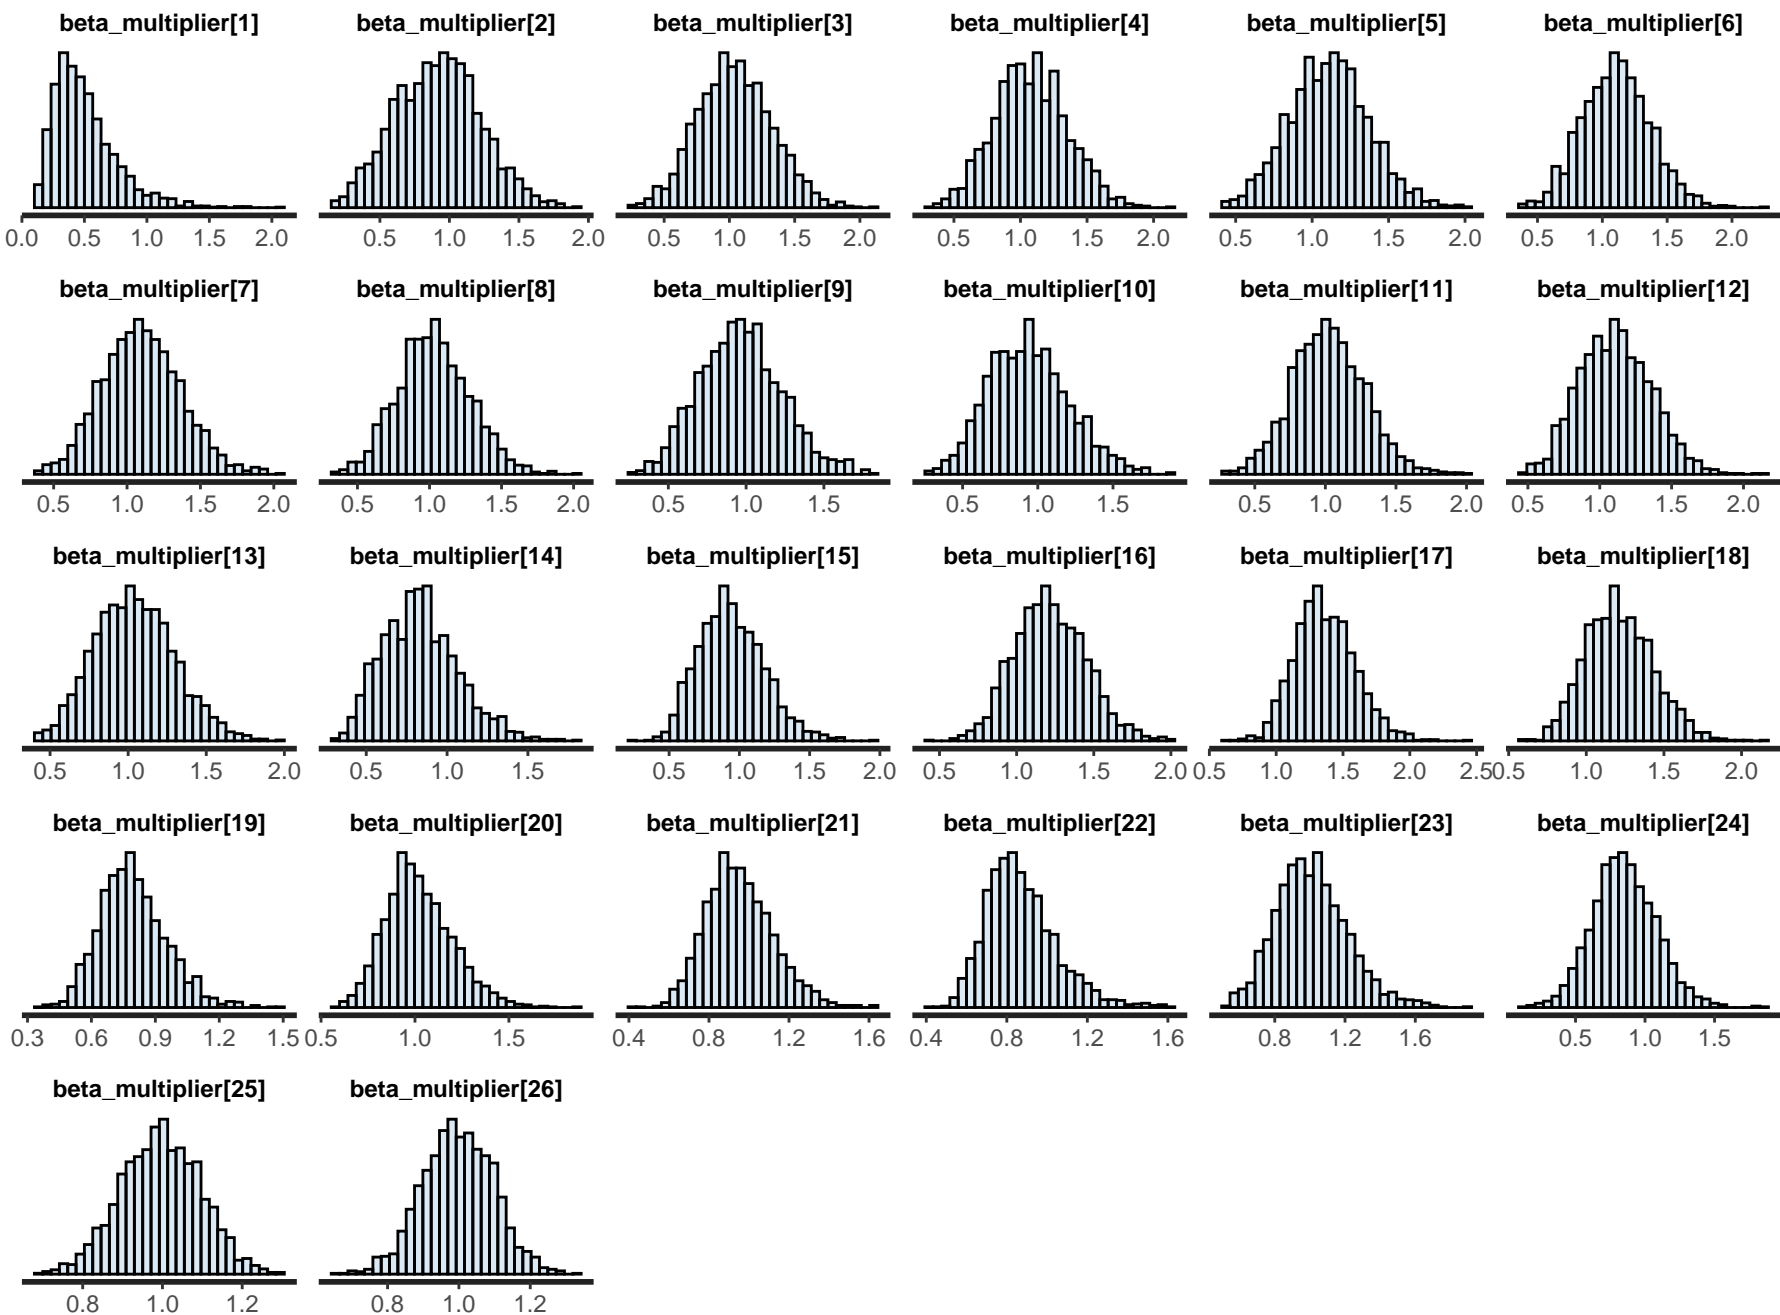 beta_multiplier[1] beta_multiplier[2] beta_multiplier[3] beta_multiplier[4] beta_multiplier[5] beta_multiplier[6]
0.0 0.5 1.0 1.5 2.0 0.5 1.0 1.5 2.0 0.5 1.0 1.5 2.0 0.5 1.0 1.5 2.0 0.5 1.0 1.5 2.0 0.5 1.0 1.5 2.0
beta_multiplier[7] beta_multiplier[8] beta_multiplier[9] beta_multiplier[10] beta_multiplier[11] beta_multiplier[12]
0.5 1.0 1.5 2.0 0.5 1.0 1.5 2.0 0.5 1.0 1.5 0.5 1.0 1.5 0.5 1.0 1.5 2.0 0.5 1.0 1.5 2.0
beta_multiplier[13] beta_multiplier[14] beta_multiplier[15] beta_multiplier[16] beta_multiplier[17] beta_multiplier[18]
0.5 1.0 1.5 2.0 0.5 1.0 1.5 0.5 1.0 1.5 2.0 0.5 1.0 1.5 2.0 0.5 1.0 1.5 2.0 2.5 0.5 1.0 1.5 2.0
beta_multiplier[19] beta_multiplier[20] beta_multiplier[21] beta_multiplier[22] beta_multiplier[23] beta_multiplier[24]
0.3 0.6 0.9 1.2 1.5 0.5 1.0 1.5 0.4 0.8 1.2 1.6 0.4 0.8 1.2 1.6 0.8 1.2 1.6 0.5 1.0 1.5
beta_multiplier[25] beta_multiplier[26]
0.8 1.0 1.2 0.8 1.0 1.2